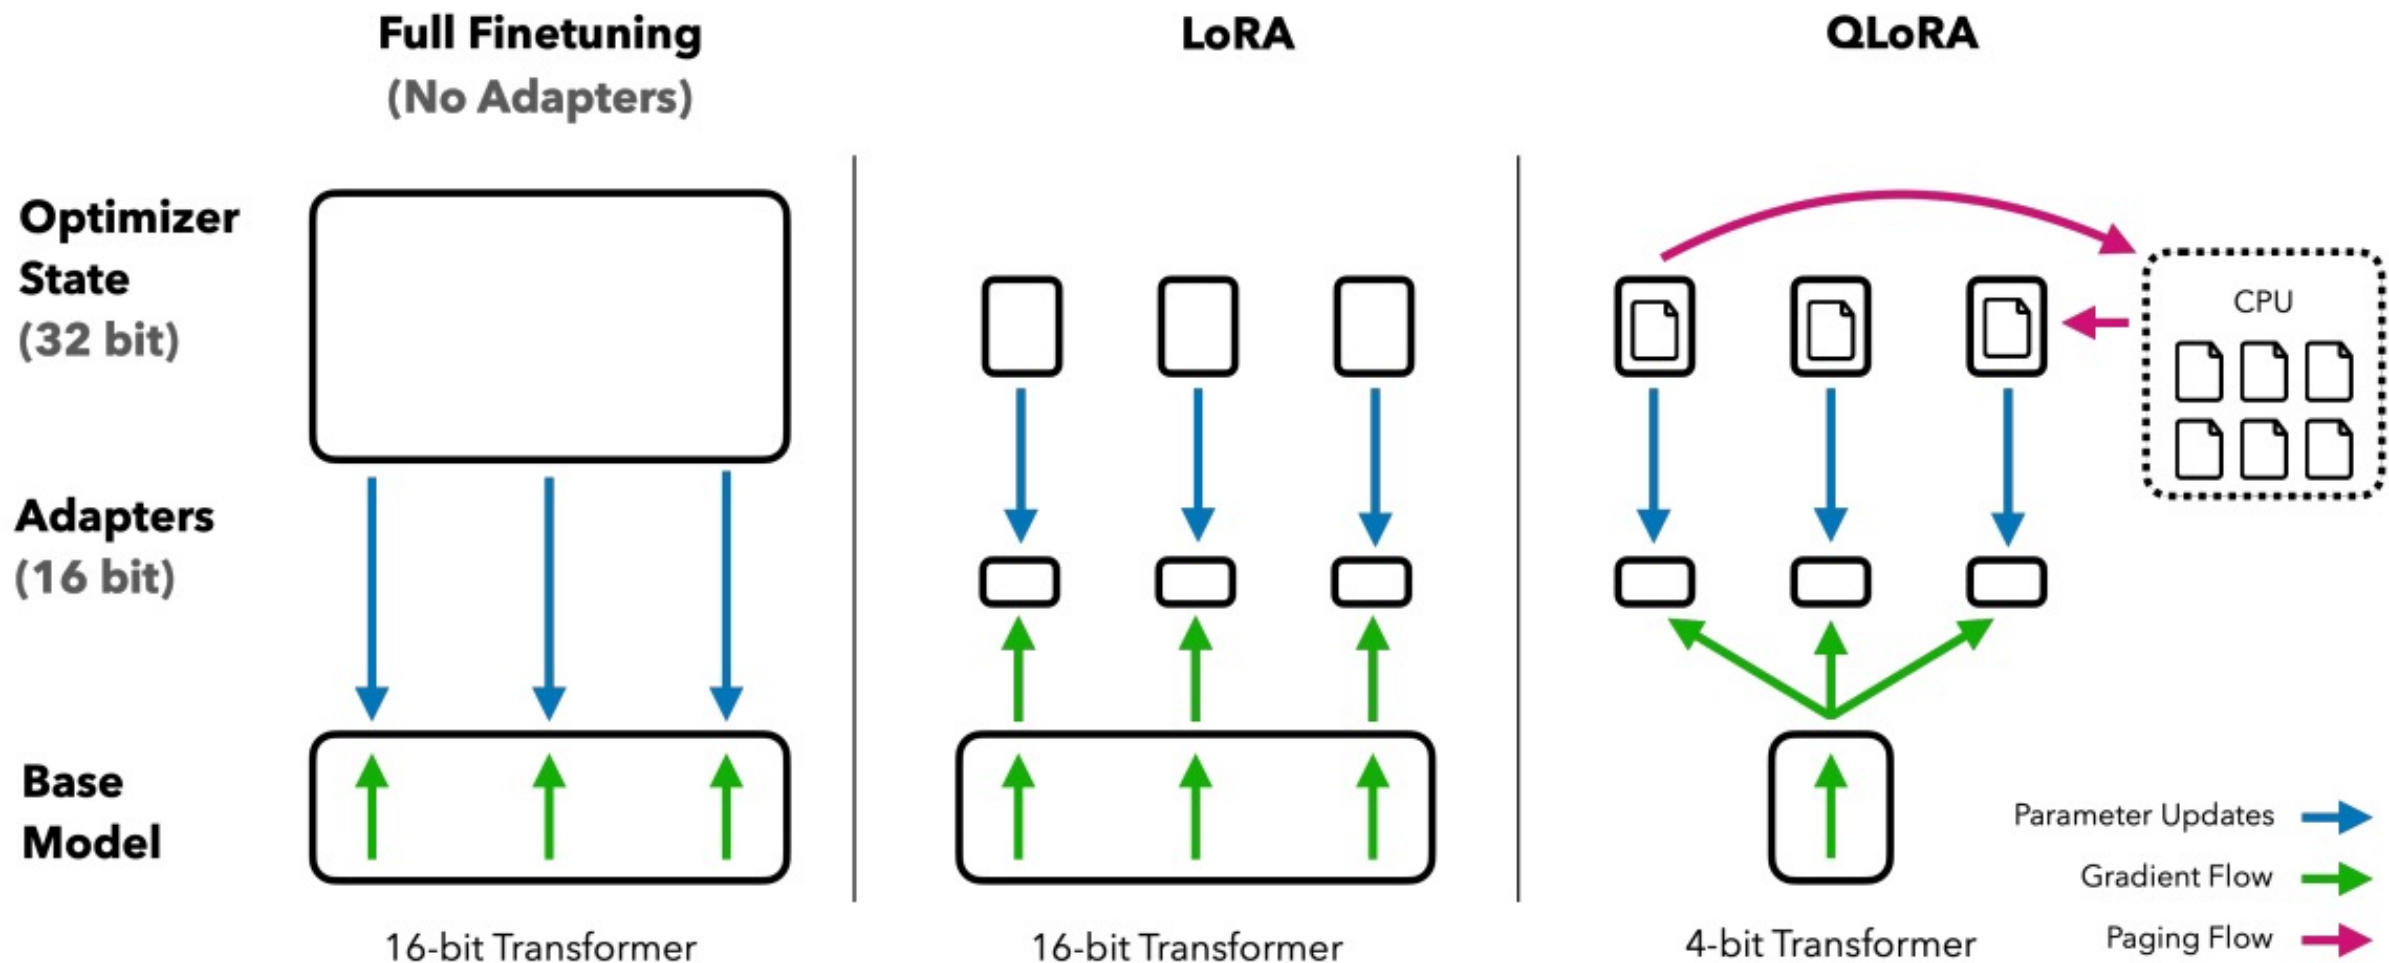 Full Finetuning
(No Adapters)
LoRA
QLoRA
Optimizer
State
(32 bit)
CPU
Adapters
(16 bit)
Base
Model
Parameter Updates
Gradient Flow
Paging Flow
16-bit Transformer
16-bit Transformer
4-bit Transformer